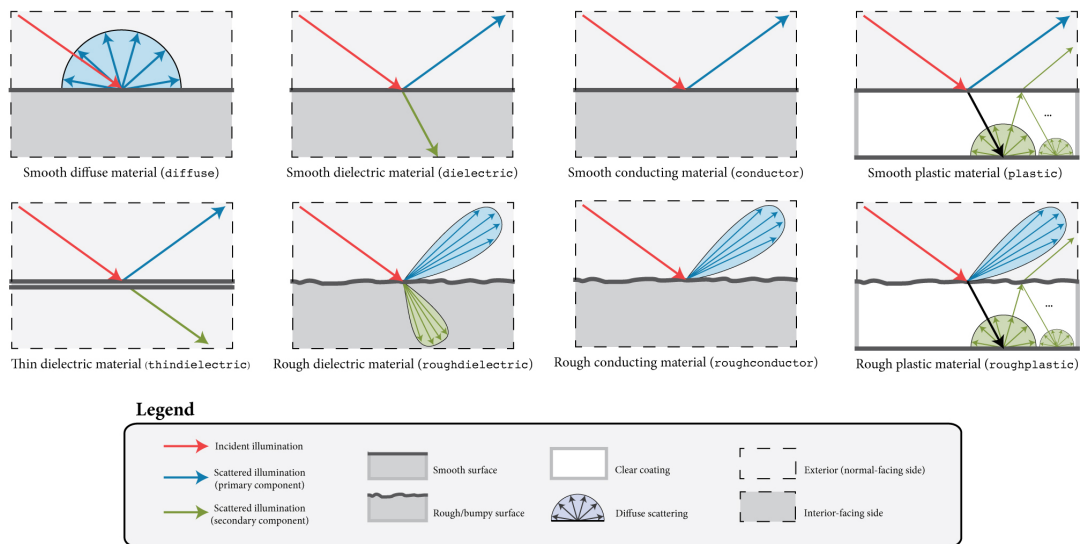 Smooth diffuse material (diffuse)
Smooth dielectric material (dielectric)
Smooth conducting material (conductor)
...
Smooth plastic material (plastic)
Thin dielectric material (thindielectric)
Rough dielectric material (roughdielectric)
Rough conducting material (roughconductor)
...
Rough plastic material (roughplastic)
Legend
Incident illumination
Scattered illumination
(primary component)
Scattered illumination
(secondary component)
Smooth surface
Rough/bumpy surface
Clear coating
Diffuse scattering
Exterior (normal-facing side)
Interior-facing side